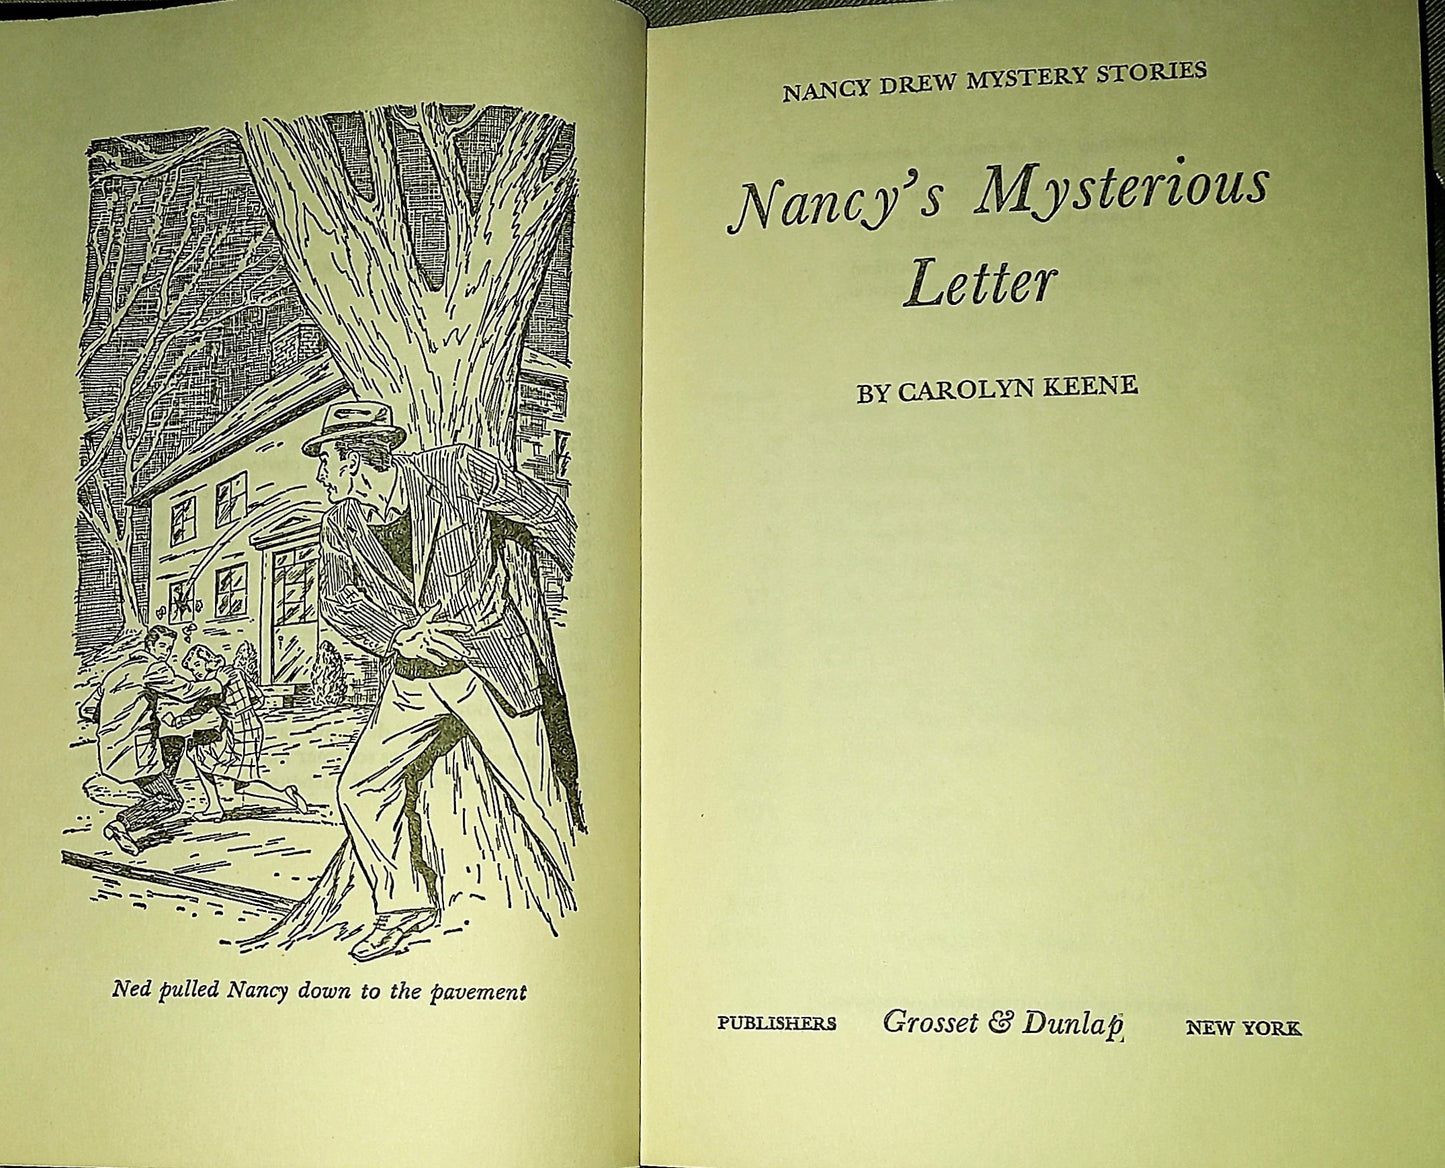 Ned pulled Nancy down to the pavement
NANCY DREW MYSTERY STORIES
Nancy's Mysterious
Letter
BY CAROLYN KEENE
PUBLISHERS Grosset & Dunlap NEW YORK